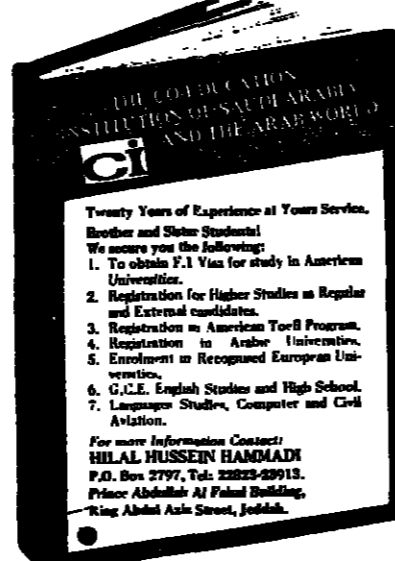 THE CO-EDUCATION
INSTITUTION OF SAUDI ARABIA
AND THE ARAB WORLD
ci
Twenty Years of Experience at Yours Service.
Brother and Sister Students!
We secure you the following:
1. To obtain F.1 Visa for study in American
Universities.
2. Registration for Higher Studies as Regular
and External candidates.
3. Registration in American Toefl Program.
4. Registration in Arabic Universities.
5. Enrolment in Recognised European Uni-
versities.
6. G.C.E. English Studies and High School.
7. Languages Studies, Computer and Civil
Aviation.
For more Information Contact:
HILAL HUSSEIN HAMMADI
P.O. Box 2797, Tel: 22823-23913.
Prince Abdullah Al Faisal Building,
King Abdul Aziz Street, Jeddah.